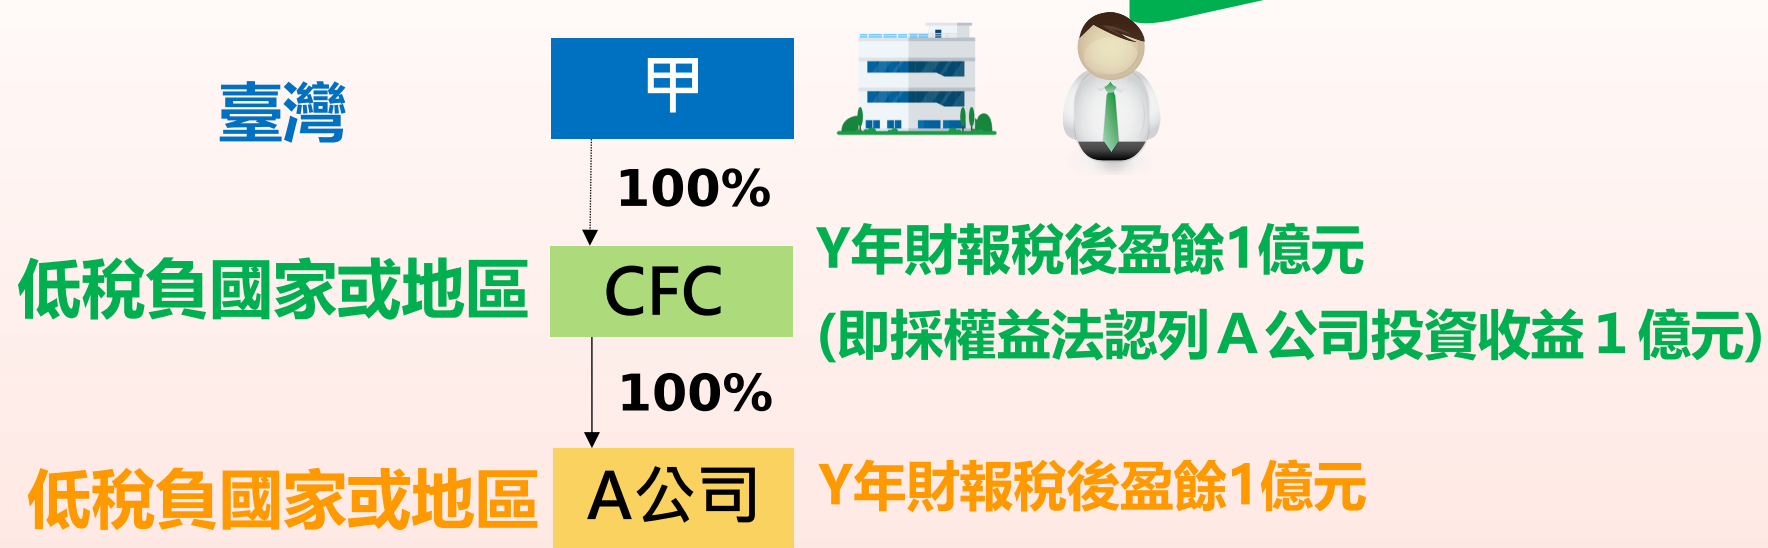 甲
臺灣
100%
Y年財報稅後盈餘1億元
低稅負國家或地區
CFC
(即採權益法認列A公司投資收益1億元)
100%
低稅負國家或地區
A公司
Y年財報稅後盈餘1億元